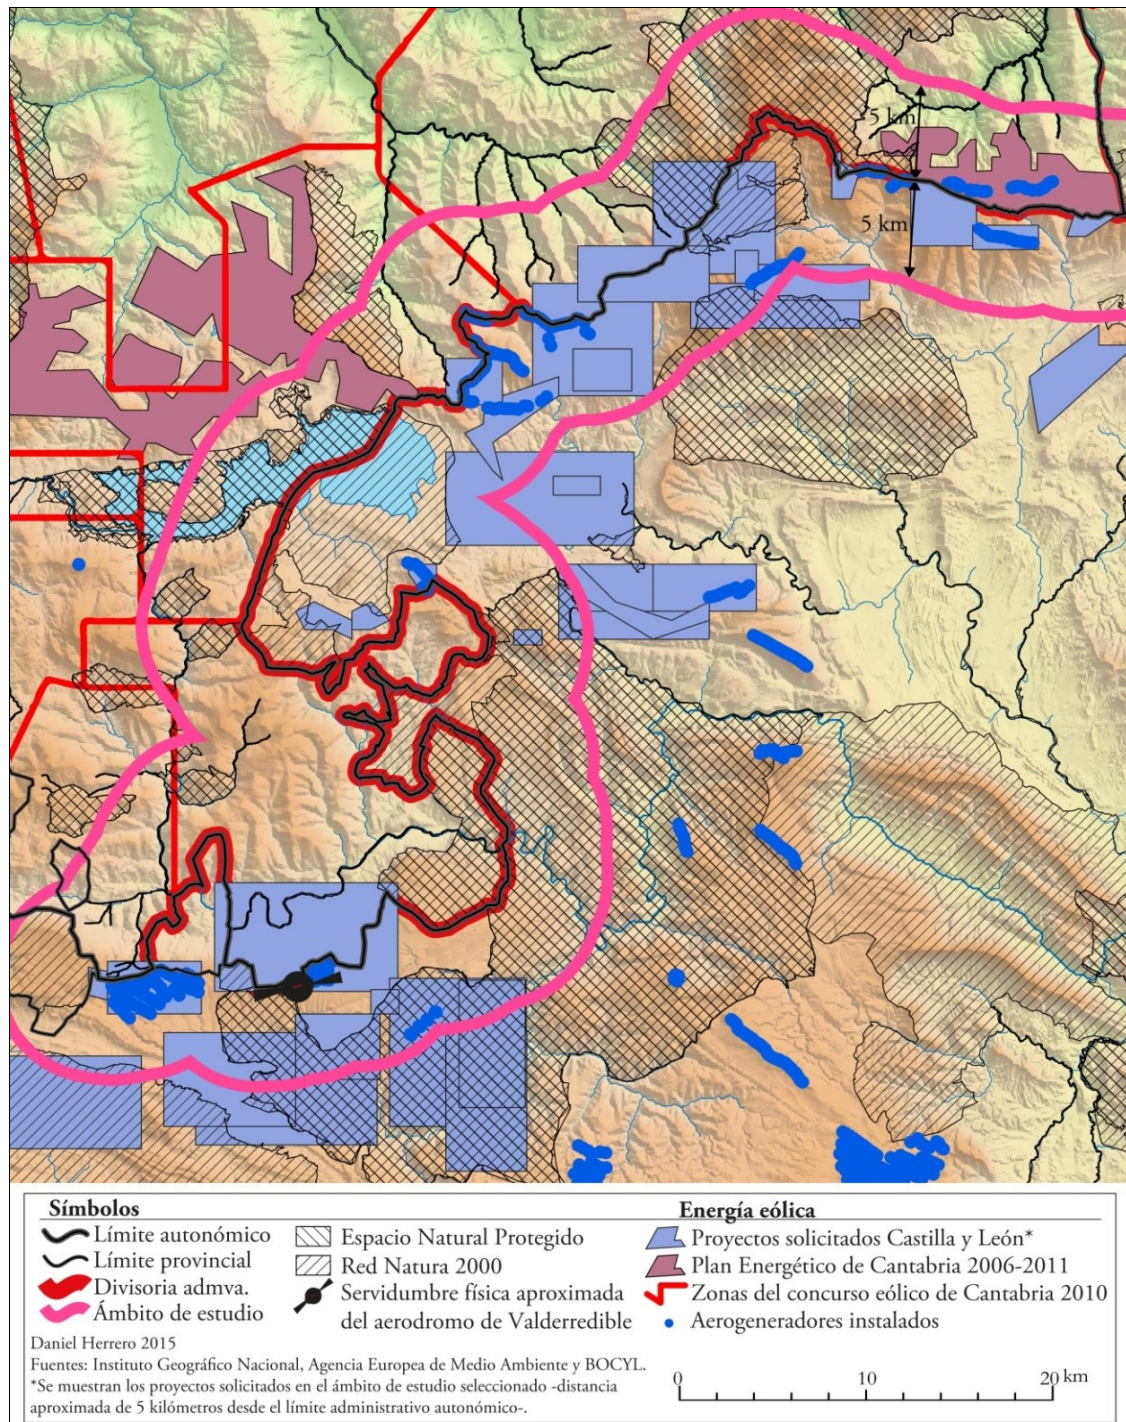 5 km
5 km
Símbolos
Límite autonómico
Límite provincial
Divisoria admva.
Ámbito de estudio
Espacio Natural Protegido
Red Natura 2000
Servidumbre física aproximada
del aerodromo de Valderredible
Energía eólica
Proyectos solicitados Castilla y León*
Plan Energético de Cantabria 2006-2011
Zonas del concurso eólico de Cantabria 2010
Aerogeneradores instalados
Daniel Herrero 2015
Fuentes: Instituto Geográfico Nacional, Agencia Europea de Medio Ambiente y BOCYL.
*Se muestran los proyectos solicitados en el ámbito de estudio seleccionado -distancia
aproximada de 5 kilómetros desde el límite administrativo autonómico-.
0 10 20 km